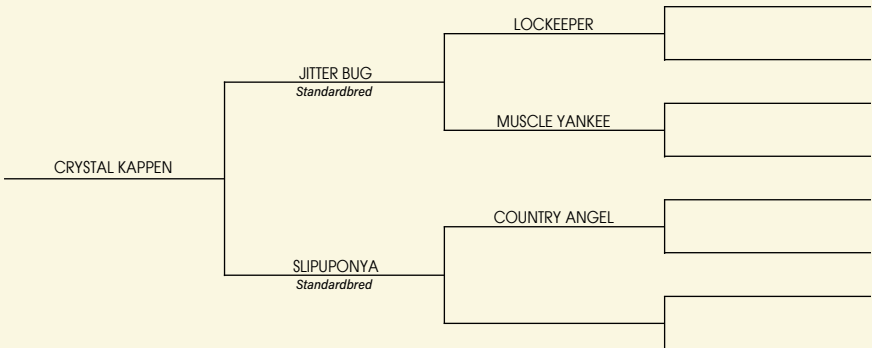 LOCKEEPER
JITTER BUG
Standardbred
MUSCLE YANKEE
CRYSTAL KAPPEN
COUNTRY ANGEL
SLIPUPONYA
Standardbred